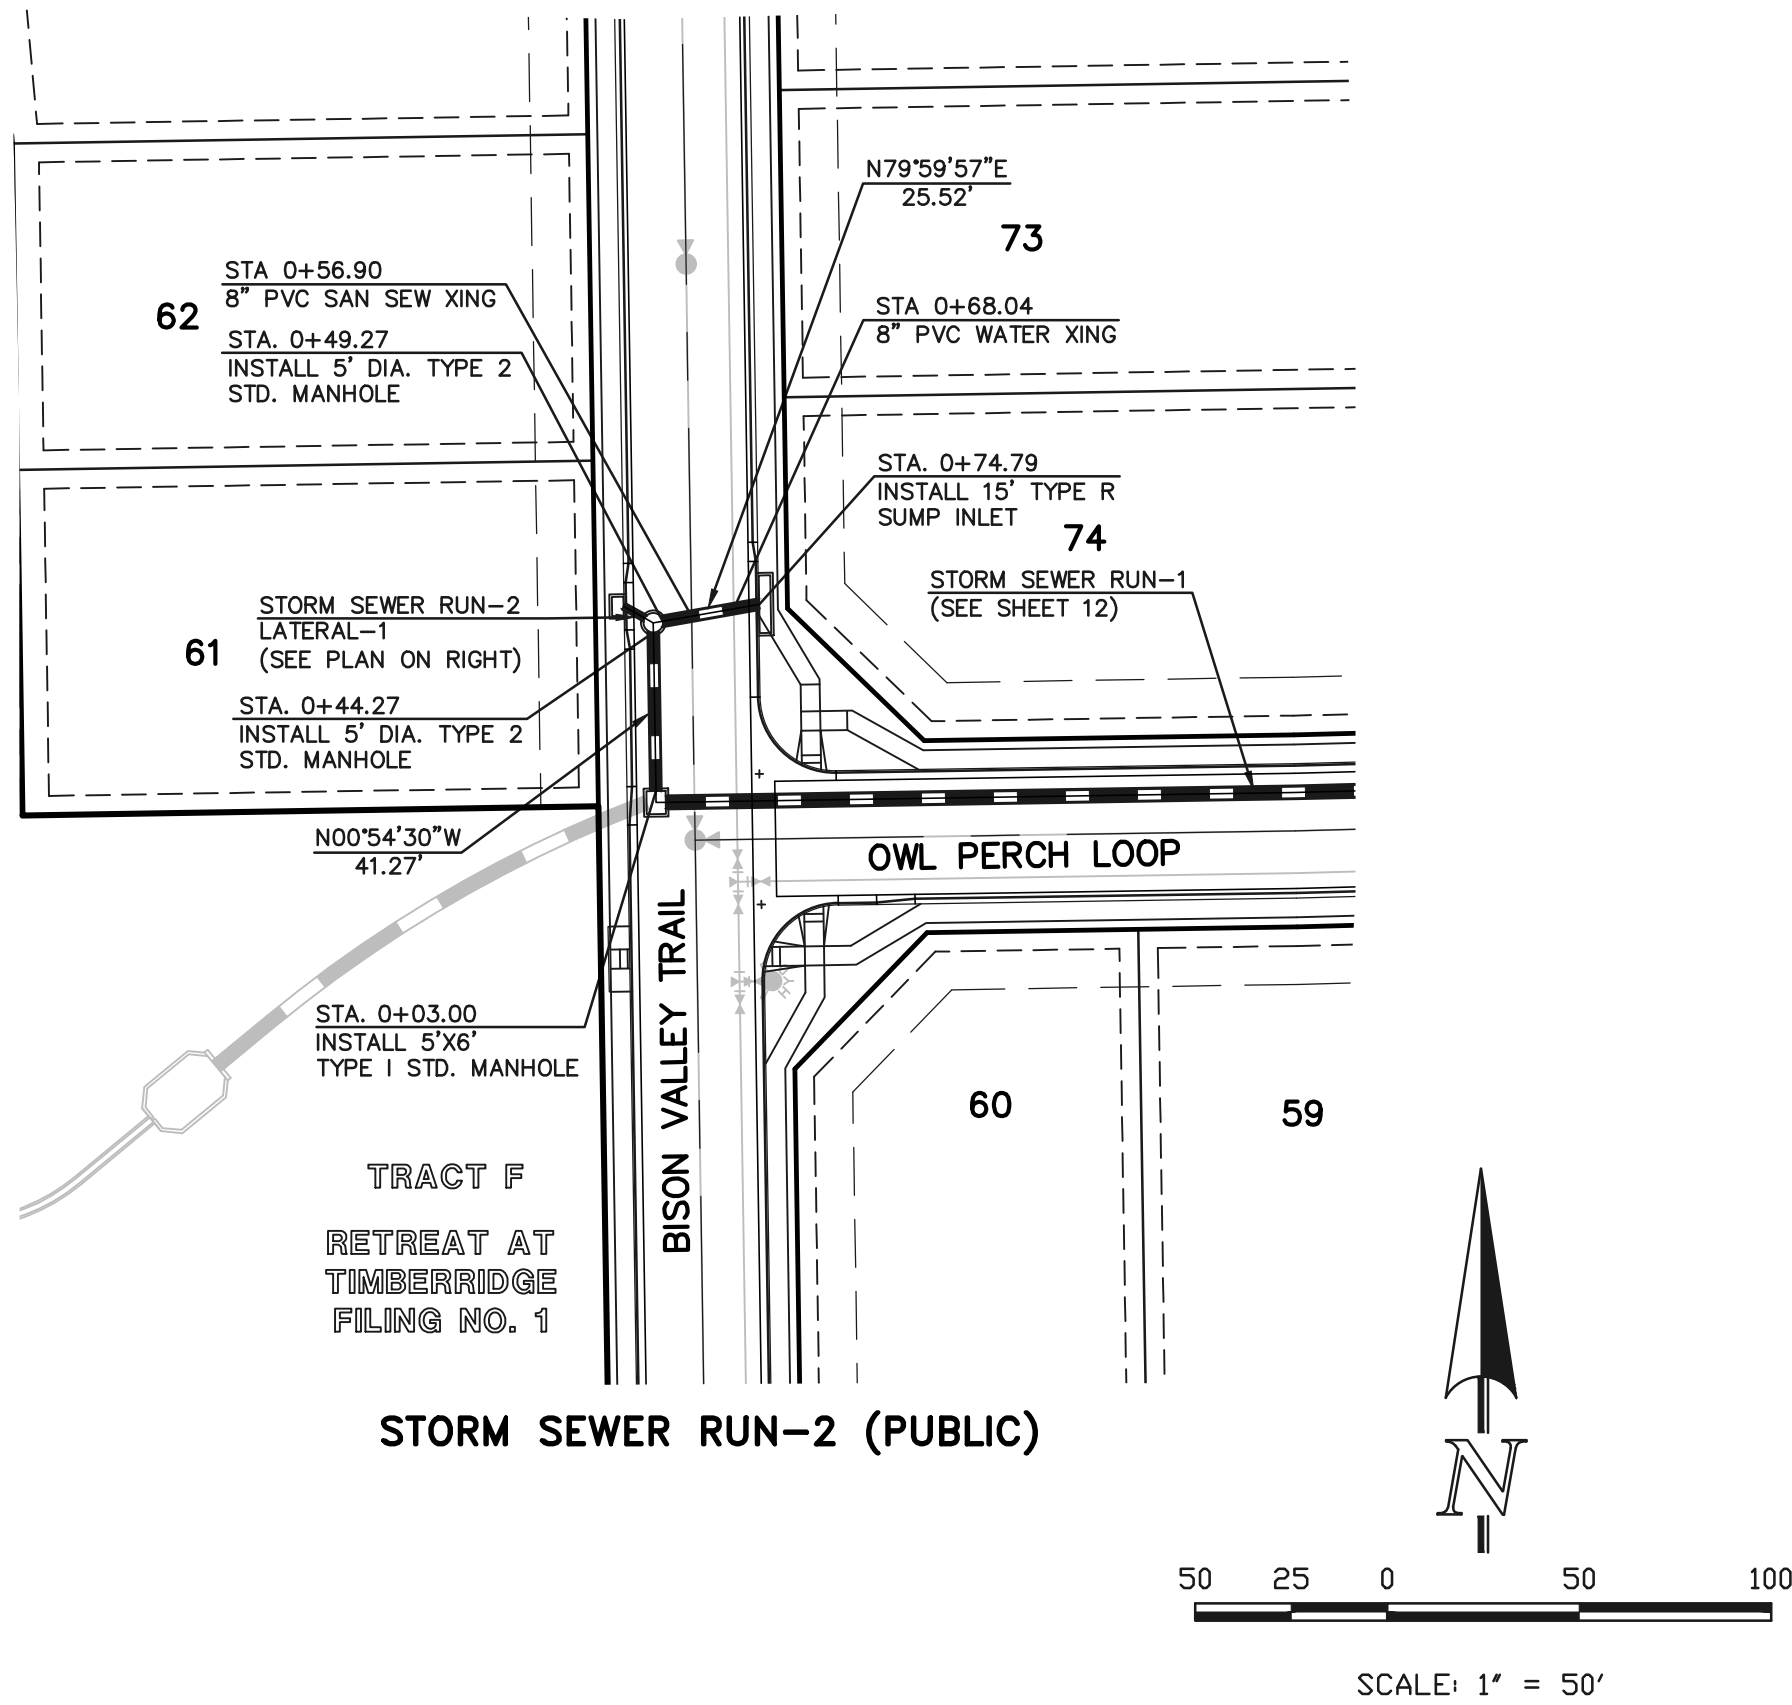 N79°59'57"E
25.52'
73
STA 0+56.90
8" PVC SAN SEW XING
62
STA. 0+49.27
INSTALL 5' DIA. TYPE 2
STD. MANHOLE
STA 0+68.04
8" PVC WATER XING
STA. 0+74.79
INSTALL 15' TYPE R
SUMP INLET
74
STORM SEWER RUN-1
(SEE SHEET 12)
STORM SEWER RUN-2
LATERAL-1
(SEE PLAN ON RIGHT)
61
STA. 0+44.27
INSTALL 5' DIA. TYPE 2
STD. MANHOLE
N00°54'30"W
41.27'
OWL PERCH LOOP
BISON VALLEY TRAIL
STA. 0+03.00
INSTALL 5'X6'
TYPE I STD. MANHOLE
60
59
TRACT F
RETREAT AT
TIMBERRIDGE
FILING NO. 1
STORM SEWER RUN-2 (PUBLIC)
N
50 25 0 50 100
SCALE: 1" = 50'